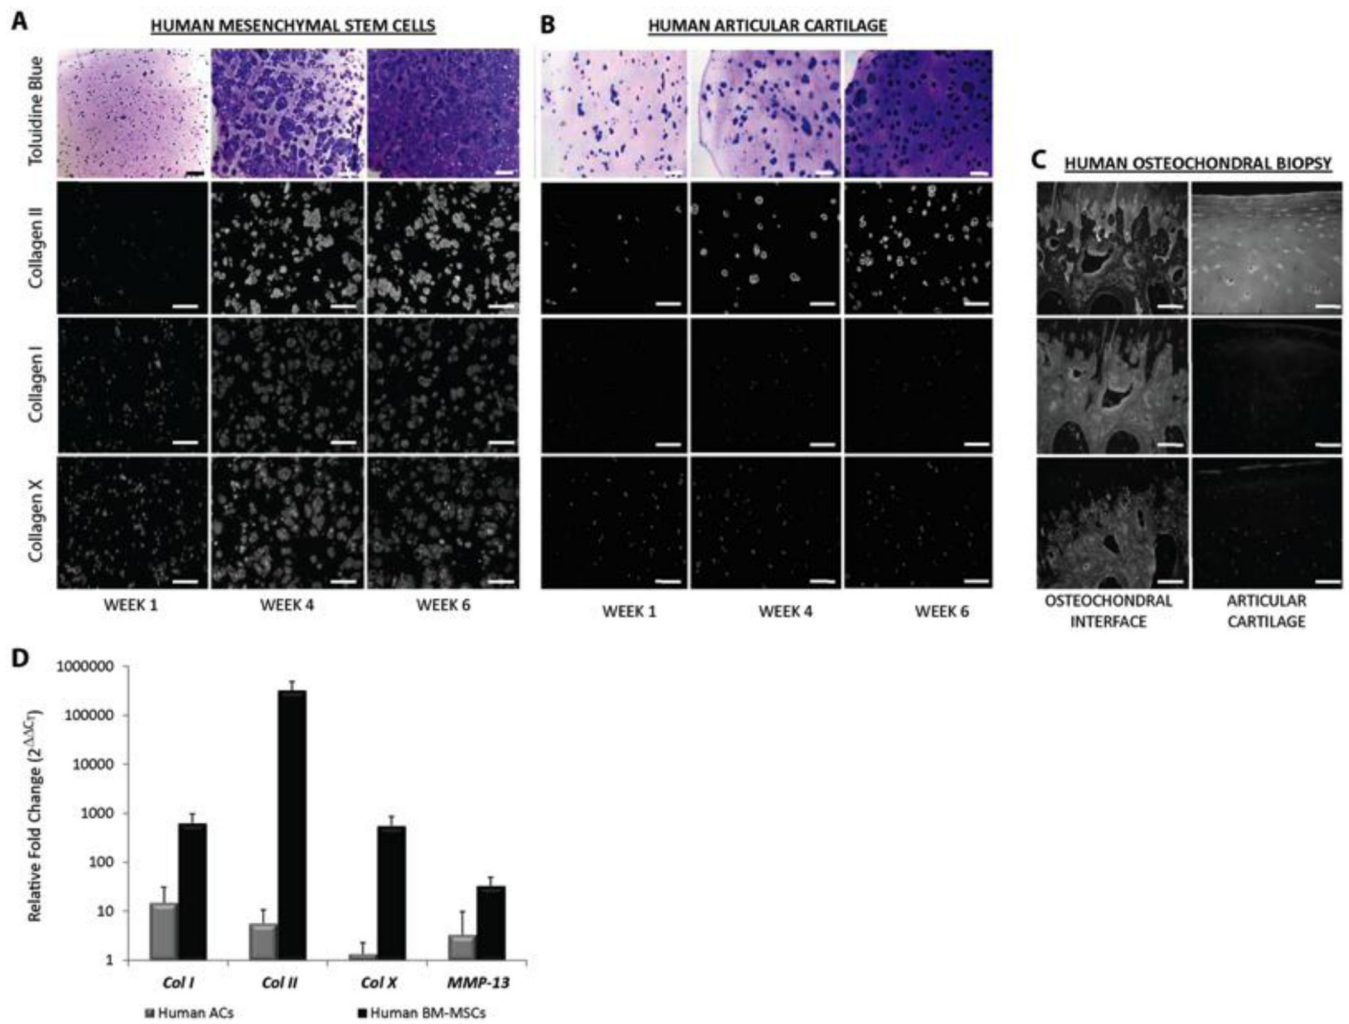 A
HUMAN MESENCHYMAL STEM CELLS
Toluidine Blue
Collagen II
Collagen I
Collagen X
WEEK 1
WEEK 4
WEEK 6
B
HUMAN ARTICULAR CARTILAGE
WEEK 1
WEEK 4
WEEK 6
C
HUMAN OSTEOCHONDRAL BIOPSY
OSTEOCHONDRAL
INTERFACE
ARTICULAR
CARTILAGE
D
Relative Fold Change (2^ΔΔCT)
1000000
100000
10000
1000
100
10
1
Col I
Col II
Col X
MMP-13
Human ACs
Human BM-MSCs